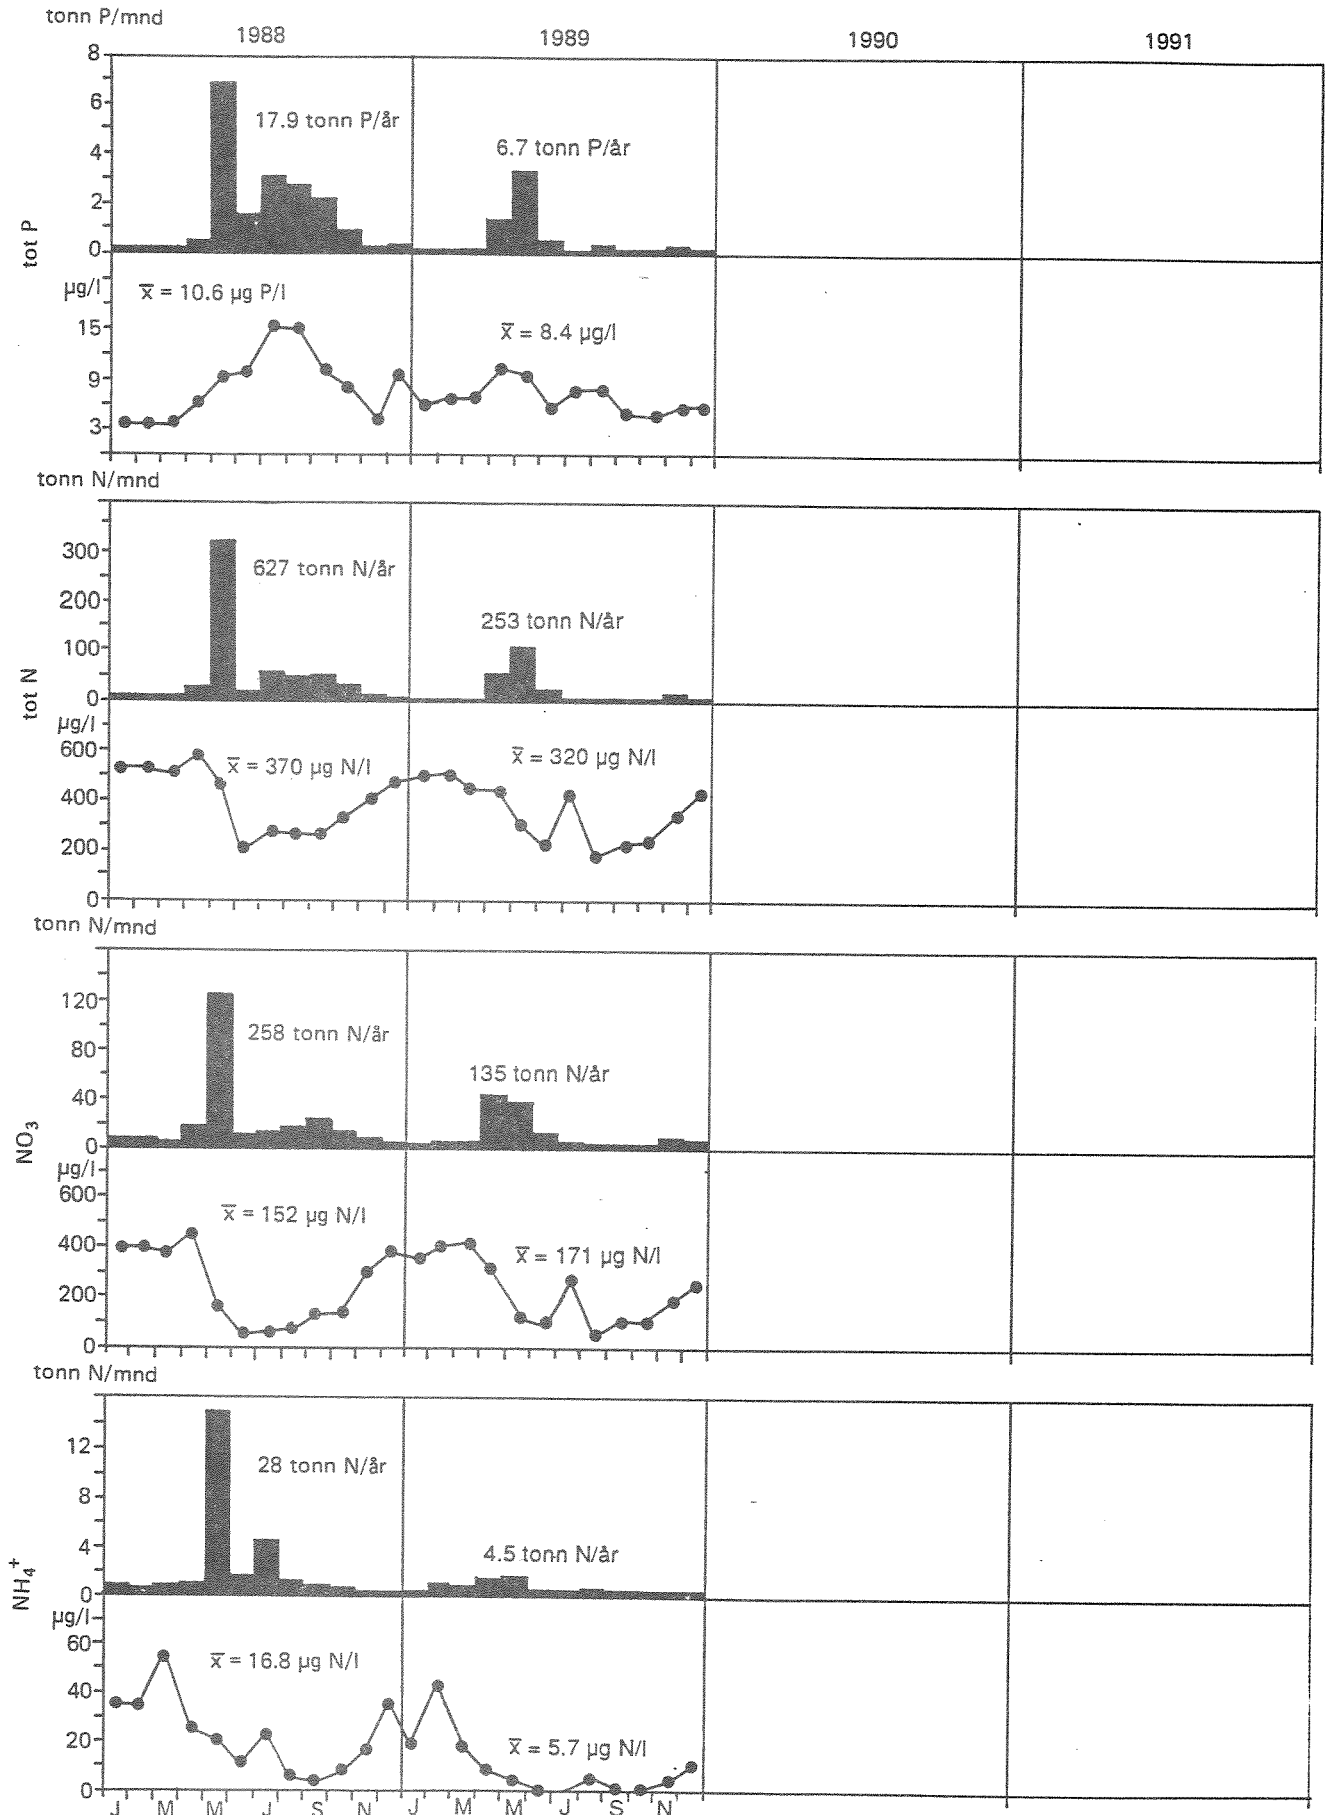 tonn P/mnd
1988 1989 1990 1991
8
6
17.9 tonn P/år
4
6.7 tonn P/år
2
0
tot P
µg/l
x̅ = 10.6 µg P/l
15
x̅ = 8.4 µg/l
9
3
tonn N/mnd
300
627 tonn N/år
200
253 tonn N/år
100
0
tot N
µg/l
600
x̅ = 370 µg N/l
x̅ = 320 µg N/l
400
200
0
tonn N/mnd
120
258 tonn N/år
80
135 tonn N/år
40
0
NO₃
µg/l
600
x̅ = 152 µg N/l
400
x̅ = 171 µg N/l
200
0
tonn N/mnd
12
28 tonn N/år
8
4
4.5 tonn N/år
0
NH₄⁺
µg/l
60
x̅ = 16.8 µg N/l
40
20
x̅ = 5.7 µg N/l
0
J M M J S N J M M J S N